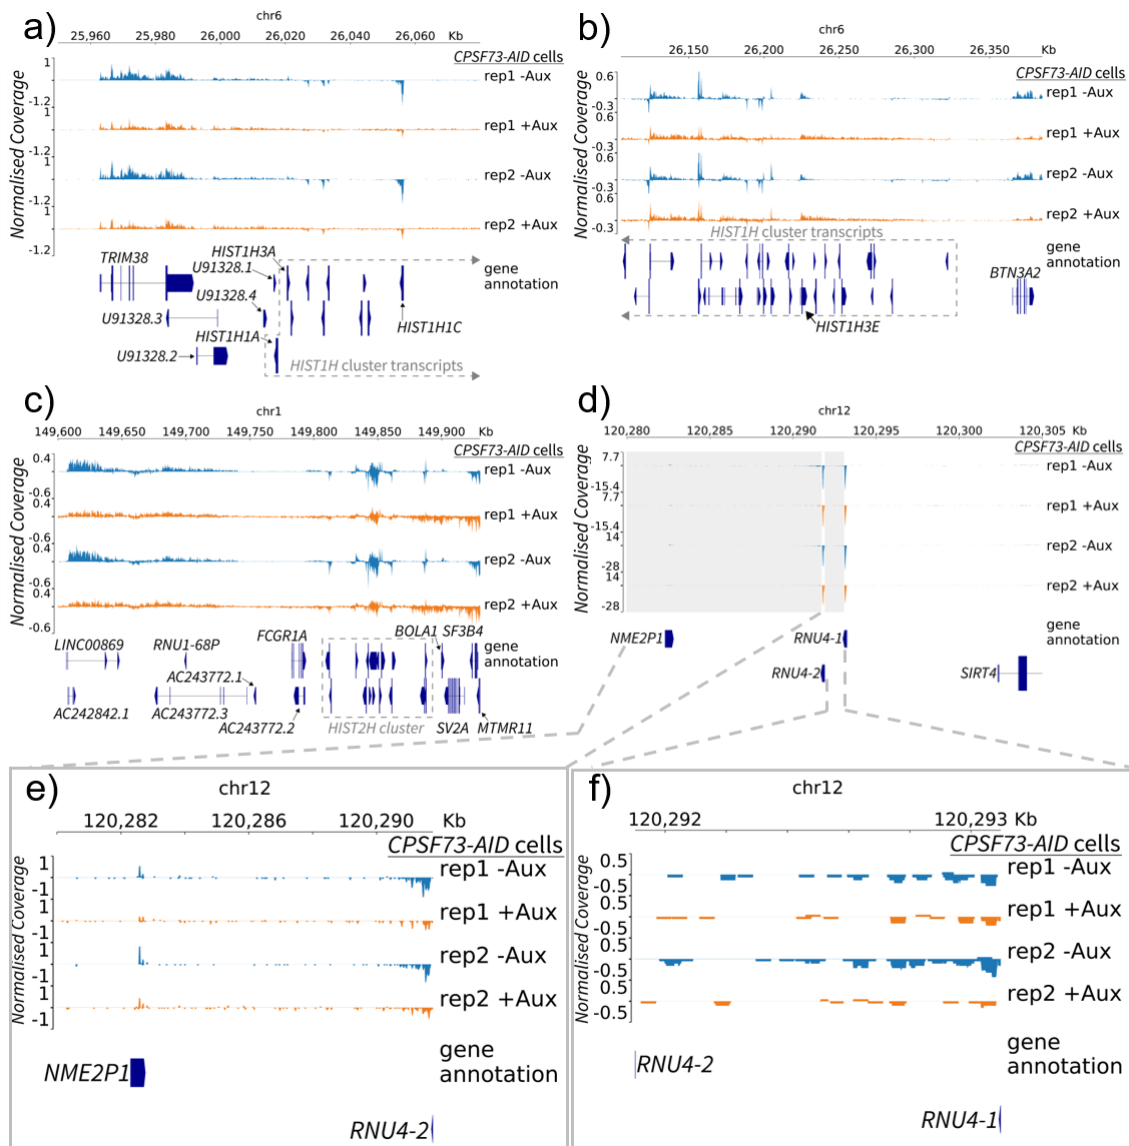 a)
chr6
25,960 25,980 26,000 26,020 26,040 26,060 Kb
CPSF73-AID cells
Normalised Coverage
1
rep1 -Aux
-1.2
1
rep1 +Aux
-1.2
1
rep2 -Aux
-1.2
1
rep2 +Aux
-1.2
TRIM38
HIST1H3A
U91328.1
gene
annotation
U91328.4
U91328.3
HIST1H1A
HIST1H1C
U91328.2
HIST1H cluster transcripts
b)
chr6
26,150 26,200 26,250 26,300 26,350 Kb
CPSF73-AID cells
Normalised Coverage
0.6
rep1 -Aux
-0.3
0.6
rep1 +Aux
-0.3
0.6
rep2 -Aux
-0.3
0.6
rep2 +Aux
-0.3
HIST1H cluster transcripts
gene
annotation
BTN3A2
HIST1H3E
c)
chr1
149,600 149,650 149,700 149,750 149,800 149,850 149,900 Kb
CPSF73-AID cells
Normalised Coverage
0.4
rep1 -Aux
-0.6
0.4
rep1 +Aux
-0.6
0.4
rep2 -Aux
-0.6
0.4
rep2 +Aux
-0.6
LINC00869 RNU1-68P FCGR1A BOLA1 SF3B4
gene
annotation
AC243772.1
AC242842.1 AC243772.3 AC243772.2
HIST2H cluster
SV2A MTMR11
d)
chr12
120,280 120,285 120,290 120,295 120,300 120,305 Kb
CPSF73-AID cells
Normalised Coverage
7.7
rep1 -Aux
-15.4
7.7
rep1 +Aux
-15.4
14
rep2 -Aux
-28
14
rep2 +Aux
-28
NME2P1 RNU4-1
gene
annotation
RNU4-2 SIRT4
e)
chr12
120,282 120,286 120,290 Kb
CPSF73-AID cells
Normalised Coverage
1
rep1 -Aux
-1
1
rep1 +Aux
-1
1
rep2 -Aux
-1
1
rep2 +Aux
-1
gene
annotation
NME2P1
RNU4-2
f)
chr12
120,292 120,293 Kb
CPSF73-AID cells
Normalised Coverage
0.5
rep1 -Aux
-0.5
0.5
rep1 +Aux
-0.5
0.5
rep2 -Aux
-0.5
0.5
rep2 +Aux
-0.5
gene
annotation
RNU4-2
RNU4-1